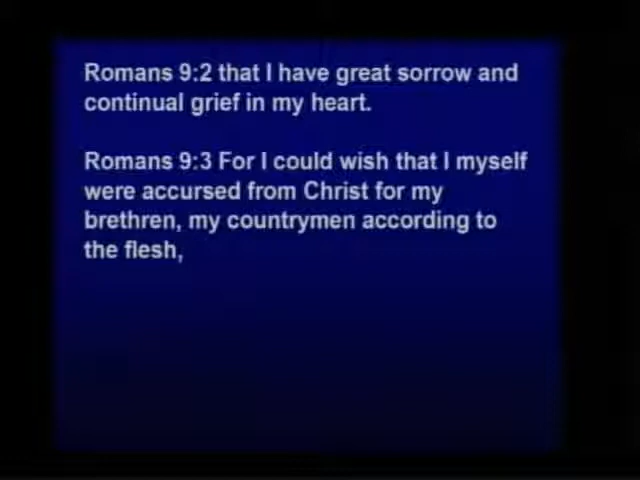 Romans 9:2 that I have great sorrow and
continual grief in my heart.
Romans 9:3 For I could wish that I myself
were accursed from Christ for my
brethren, my countrymen according to
the flesh,